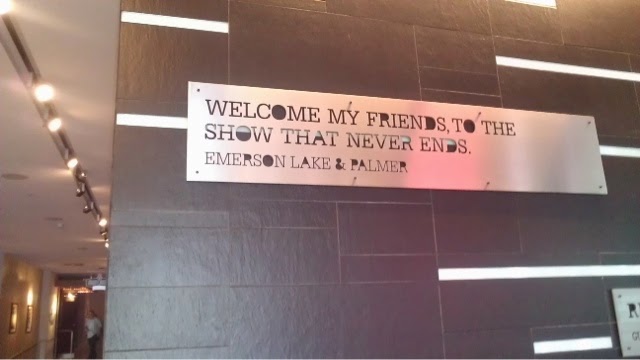 WELCOME MY FRIENDS, TO THE
SHOW THAT NEVER ENDS.
EMERSON LAKE & PALMER